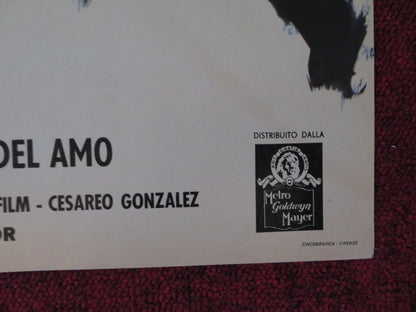 DEL AMO
FILM - CESAREO GONZALEZ
OR
DISTRIBUITO DALLA
Metro
Goldwyn
Mayer
ZINCOGRAFICA - FIRENZE